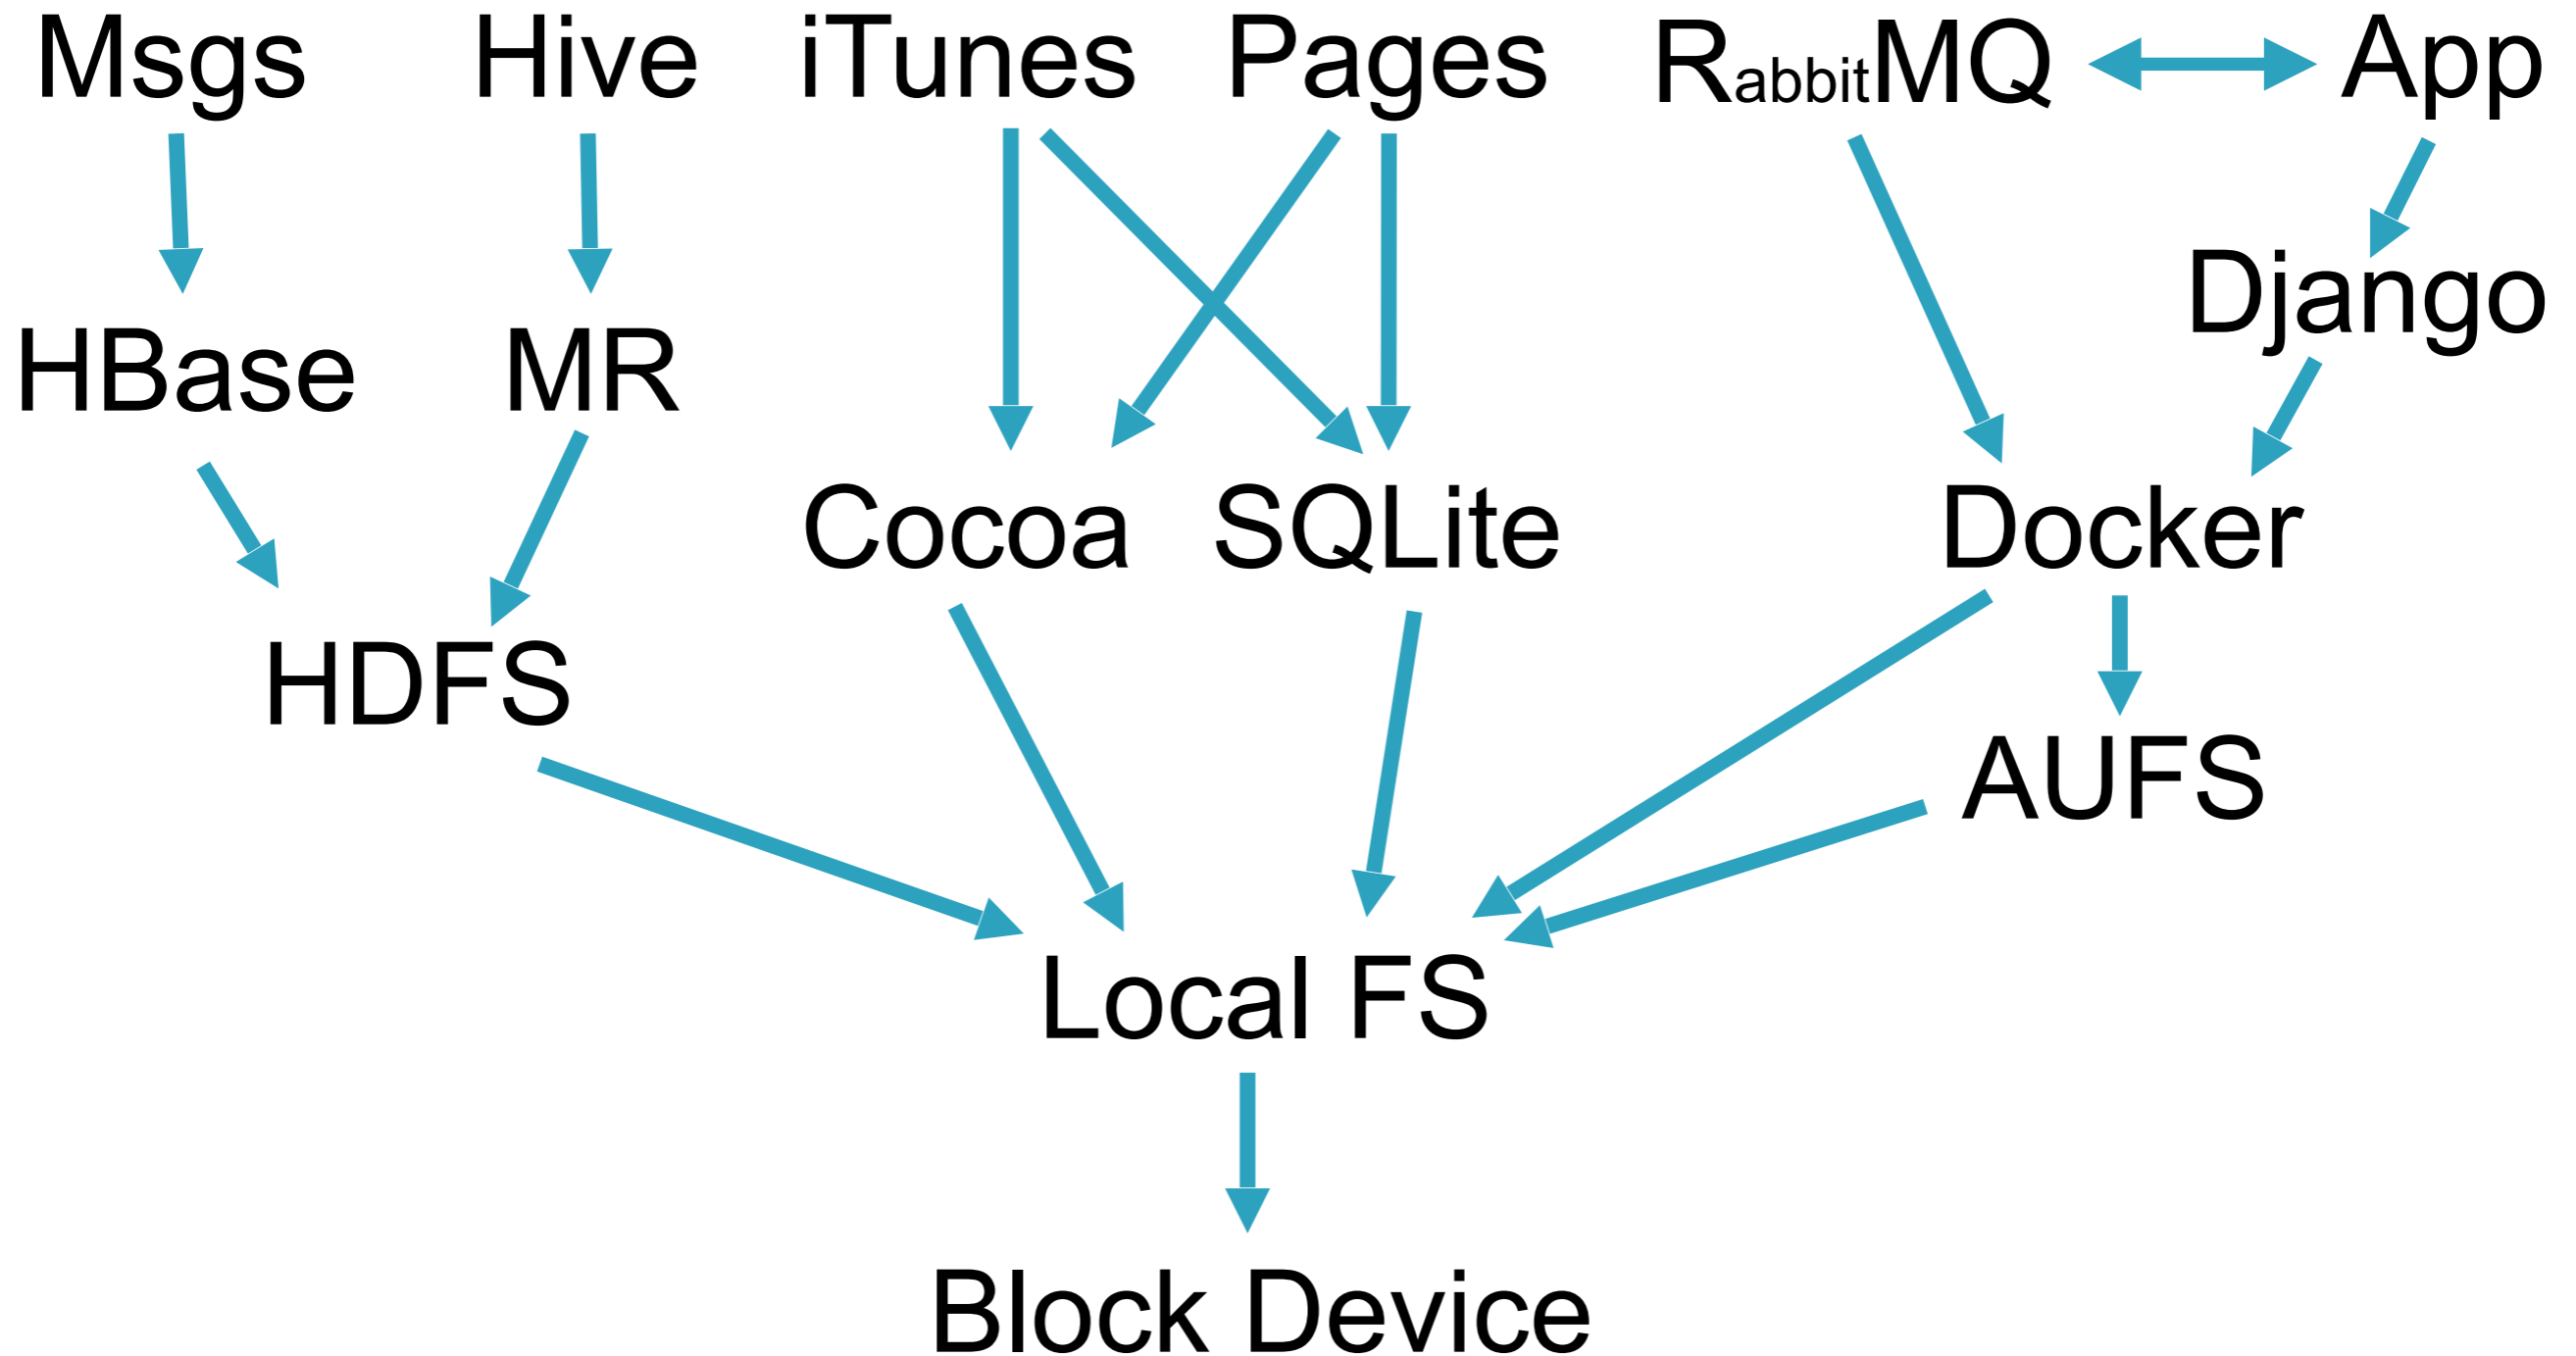 Msgs Hive iTunes Pages RabbitMQ App
Django
HBase MR
Cocoa SQLite Docker
HDFS
AUFS
Local FS
Block Device